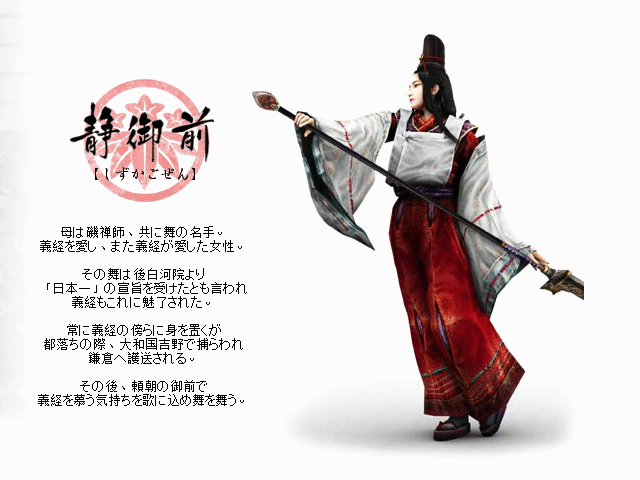 静御前
【しずかごぜん】
母は磯禅師、共に舞の名手。
義経を愛し、また義経が愛した女性。
その舞は後白河院より
「日本一」の宣旨を受けたとも言われ
義経もこれに魅了された。
常に義経の傍らに身を置くが
都落ちの際、大和国吉野で捕らわれ
鎌倉へ護送される。
その後、頼朝の御前で
義経を慕う気持ちを歌に込め舞を舞う。